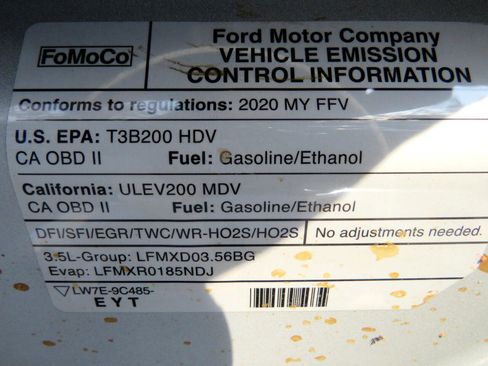 FoMoCo
Ford Motor Company
VEHICLE EMISSION
CONTROL INFORMATION
Conforms to regulations: 2020 MY FFV
U.S. EPA: T3B200 HDV
CA OBD II Fuel: Gasoline/Ethanol
California: ULEV200 MDV
CA OBD II Fuel: Gasoline/Ethanol
DFI/SFI/EGR/TWC/WR-HO2S/HO2S No adjustments needed.
3.5L-Group: LFMXD03.56BG
Evap: LFMXR0185NDJ
LW7E-9C485-
EYT